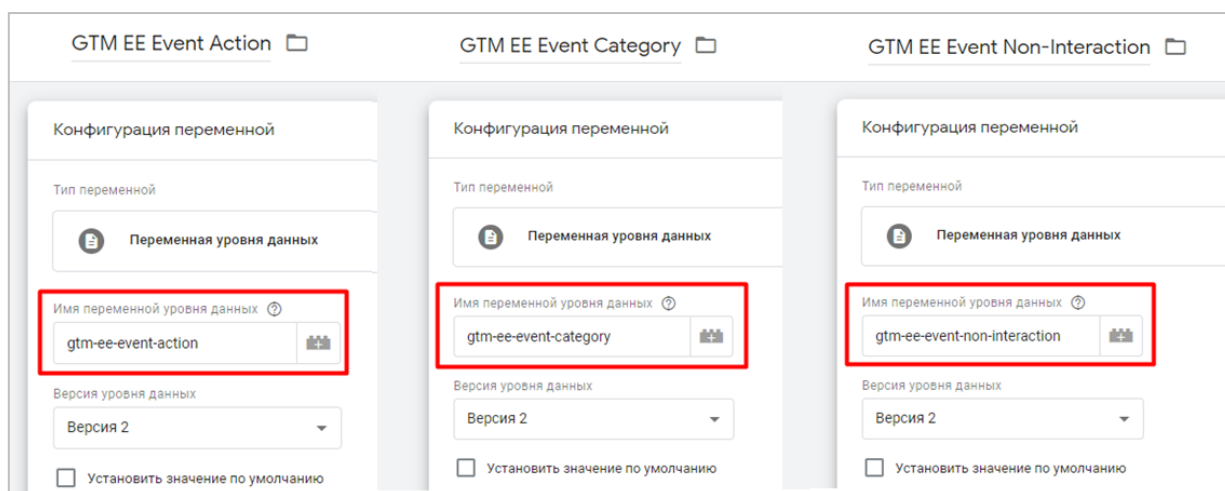 GTM EE Event Action
Конфигурация переменной
Тип переменной
Переменная уровня данных
Имя переменной уровня данных
gtm-ee-event-action
Версия уровня данных
Версия 2
Установить значение по умолчанию
GTM EE Event Category
Конфигурация переменной
Тип переменной
Переменная уровня данных
Имя переменной уровня данных
gtm-ee-event-category
Версия уровня данных
Версия 2
Установить значение по умолчанию
GTM EE Event Non-Interaction
Конфигурация переменной
Тип переменной
Переменная уровня данных
Имя переменной уровня данных
gtm-ee-event-non-interaction
Версия уровня данных
Версия 2
Установить значение по умолчанию